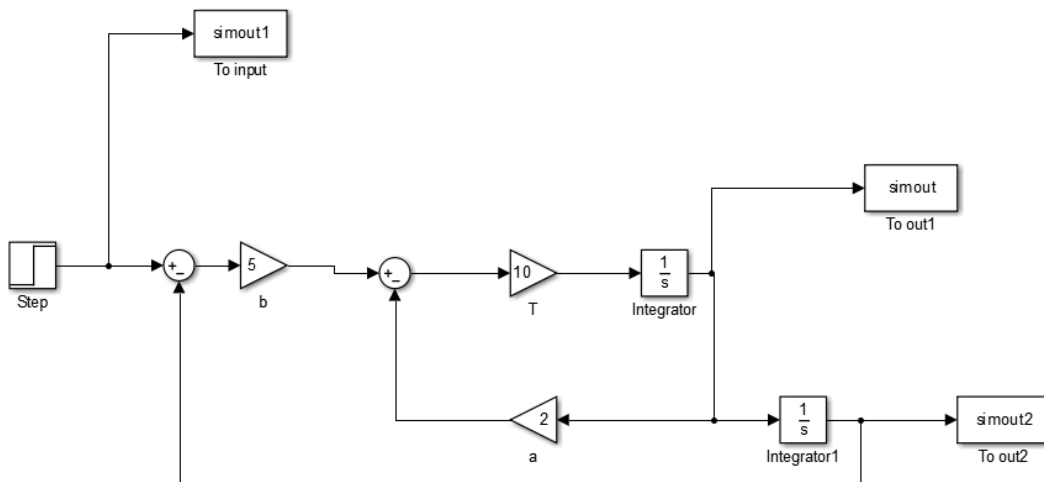 simout1
To input
simout
To out1
+
−
5
+
−
10
1
s
Step
b
T
Integrator
2
1
s
simout2
a
Integrator1
To out2